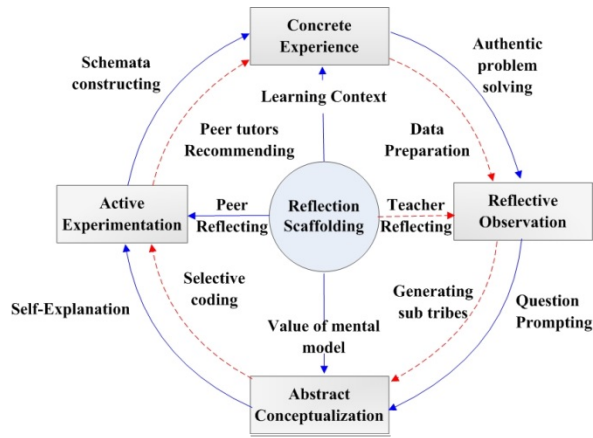 Concrete
Experience
Schemata
constructing
Authentic
problem
solving
Learning Context
Peer tutors
Recommending
Data
Preparation
Active
Experimentation
Peer
Reflecting
Reflection
Scaffolding
Teacher
Reflecting
Reflective
Observation
Selective
coding
Generating
sub tribes
Self-Explanation
Question
Prompting
Value of mental
model
Abstract
Conceptualization